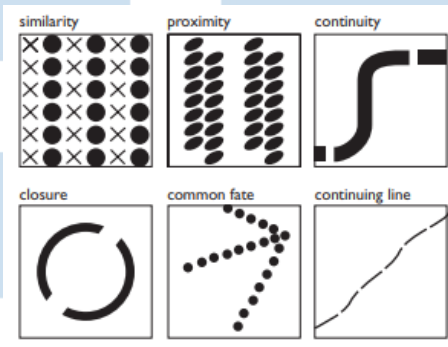 similarity
proximity
continuity
closure
common fate
continuing line